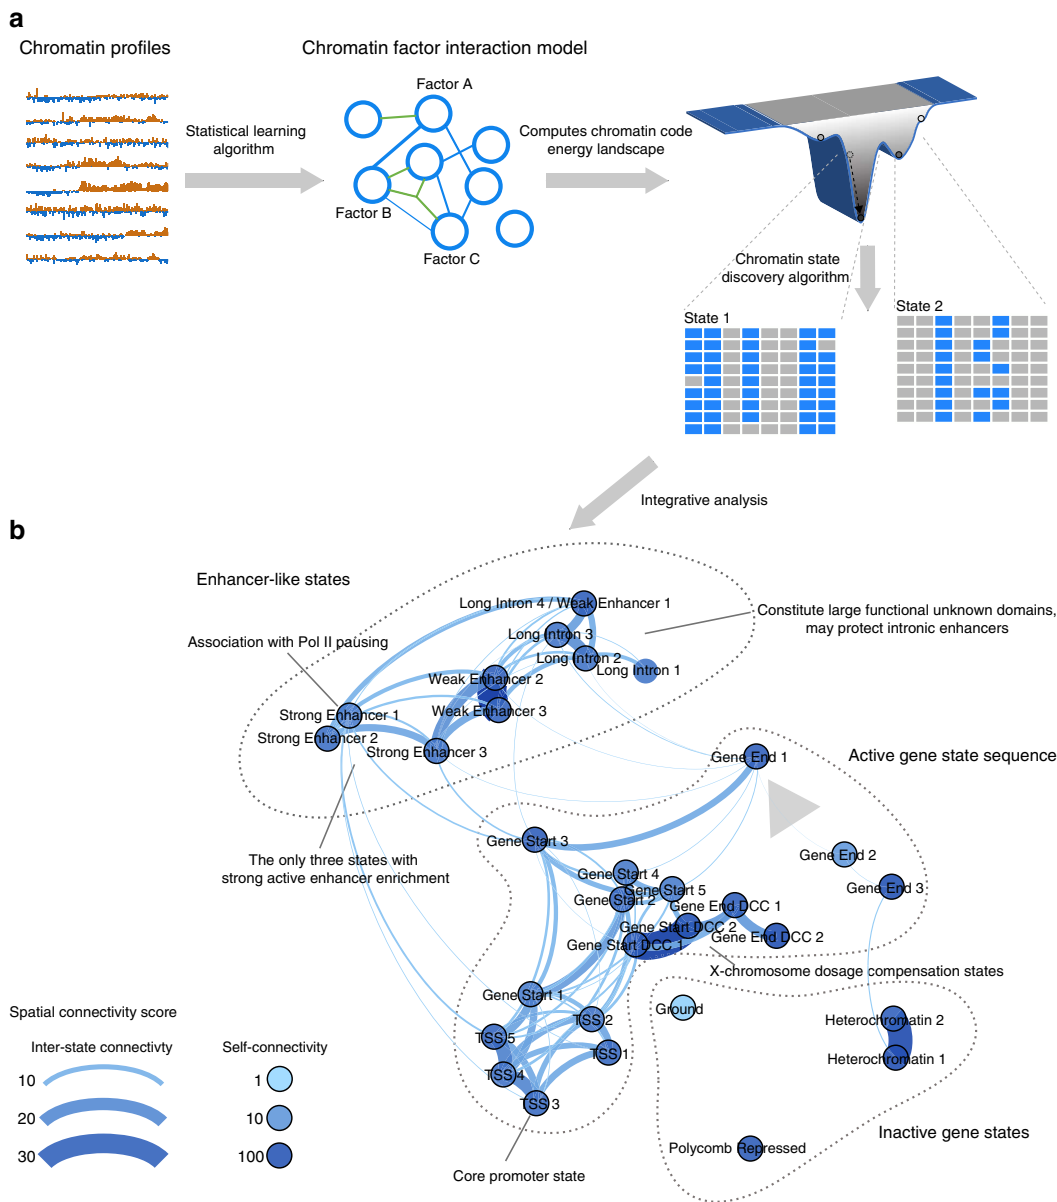 a
Chromatin profiles
Chromatin factor interaction model
Factor A
Statistical learning
algorithm
Computes chromatin code
energy landscape
Factor B
Factor C
Chromatin state
discovery algorithm
State 1
State 2
Integrative analysis
b
Enhancer-like states
Long Intron 4 / Weak Enhancer 1
Constitute large functional unknown domains,
may protect intronic enhancers
Association with Pol II pausing
Long Intron 3
Long Intron 2
Long Intron 1
Weak Enhancer 2
Weak Enhancer 3
Strong Enhancer 1
Strong Enhancer 2
Strong Enhancer 3
Gene End 1
Active gene state sequence
The only three states with
strong active enhancer enrichment
Gene Start 3
Gene End 2
Gene Start 4
Gene Start 5
Gene End 3
Gene Start 2
Gene End DCC 1
Gene Start DCC 2
Gene End DCC 2
Gene Start DCC 1
X-chromosome dosage compensation states
Gene Start 1
Ground
TSS 2
Heterochromatin 2
TSS 5
TSS 1
Heterochromatin 1
TSS 4
TSS 3
Polycomb Repressed
Inactive gene states
Core promoter state
Spatial connectivity score
Inter-state connectivty
Self-connectivity
10
1
20
10
30
100